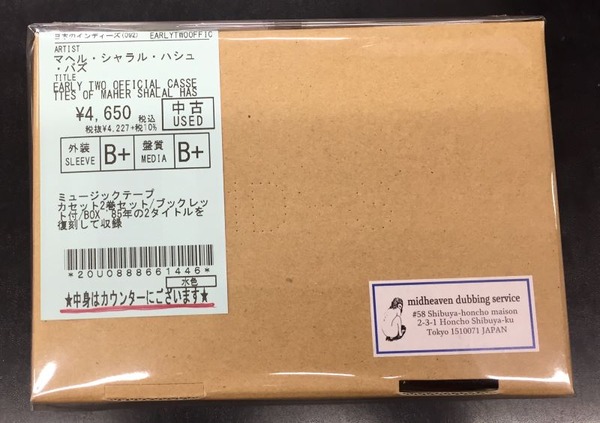 日本のインディーズ(092) EARLYTWOOFFIC
ARTIST
マヘル・シャラル・ハシュ
・バズ
TITLE
EARLY TWO OFFICIAL CASSE
TTES OF MAHER SHALAL HAS
¥4,650 税込
税抜¥4,227+税10%
中古
USED
外装
SLEEVE
B+
盤質
MEDIA
B+
ミュージックテープ
カセット2巻セット/ブックレッ
ト付/BOX 85年の2タイトルを
復刻して収録
*20U0888661446*
水色
★中身はカウンターにございます★
midheaven dubbing service
#58 Shibuya-honcho maison
2-3-1 Honcho Shibuya-ku
Tokyo 1510071 JAPAN